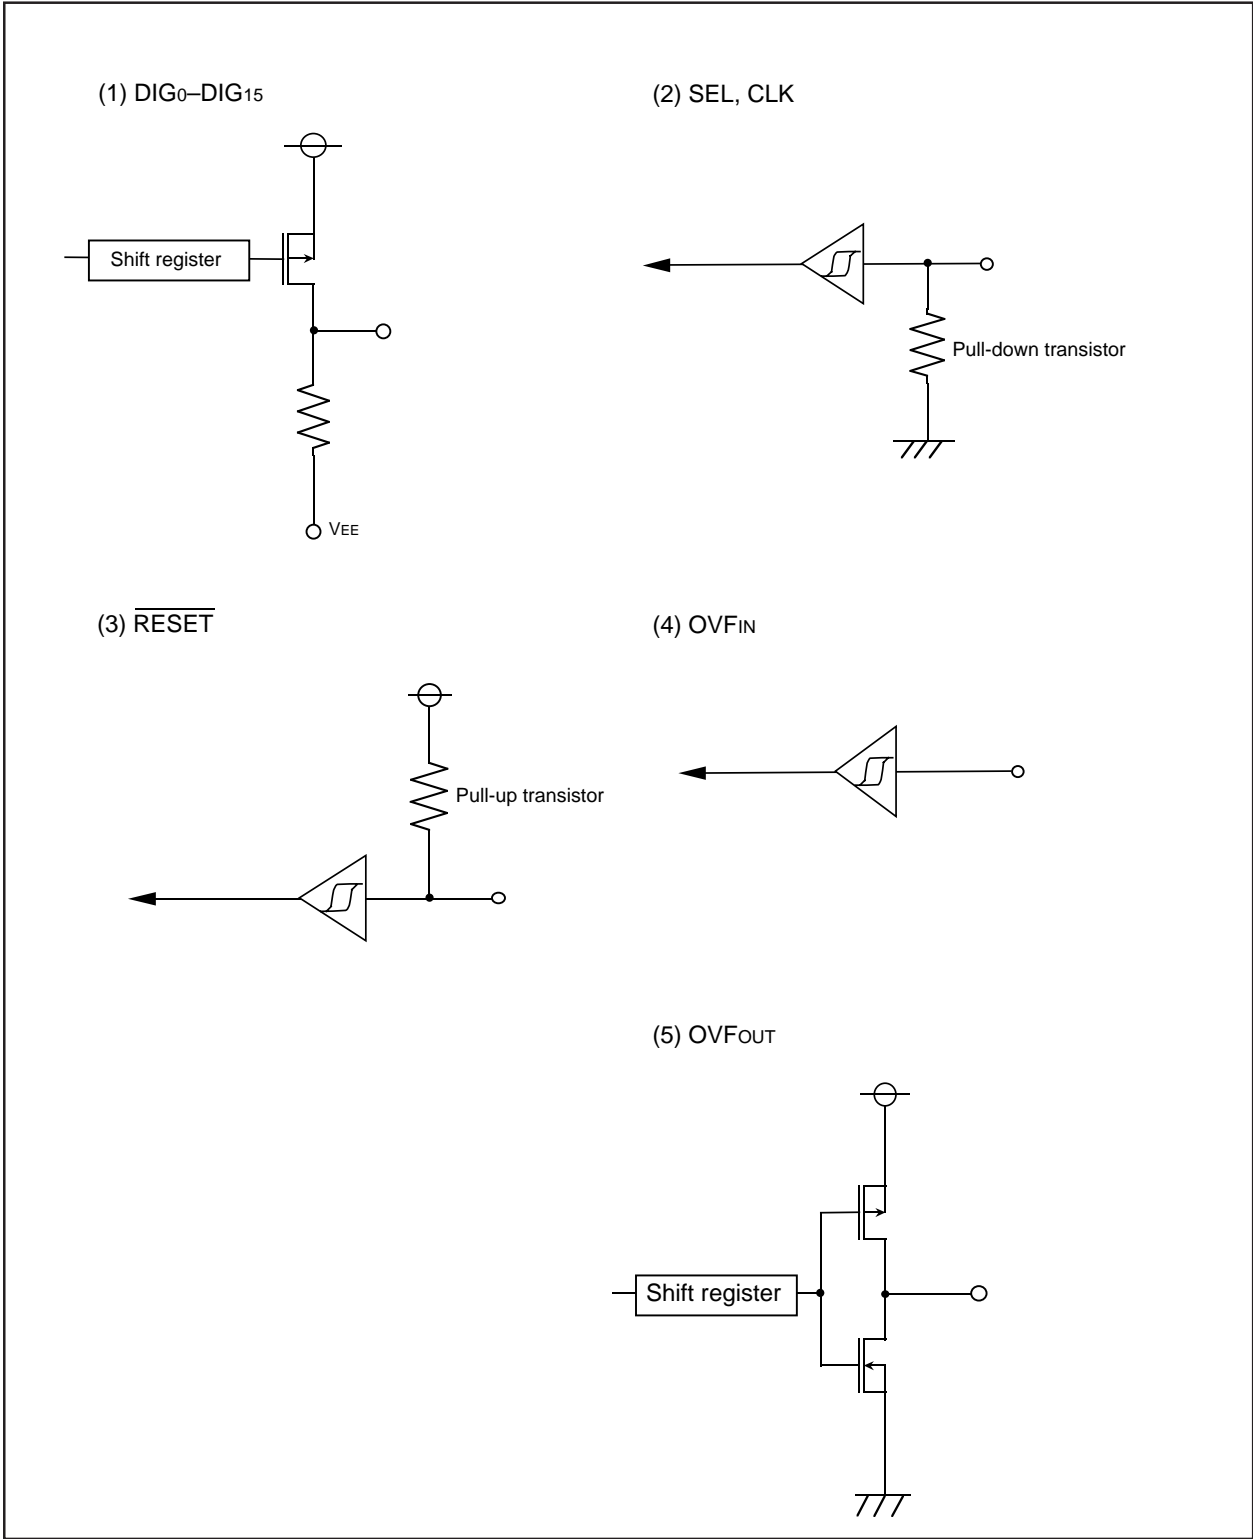 (1) DIG0–DIG15
(2) SEL, CLK
Shift register
Pull-down transistor
VEE
(3) RESET
(4) OVFIN
Pull-up transistor
(5) OVFOUT
Shift register